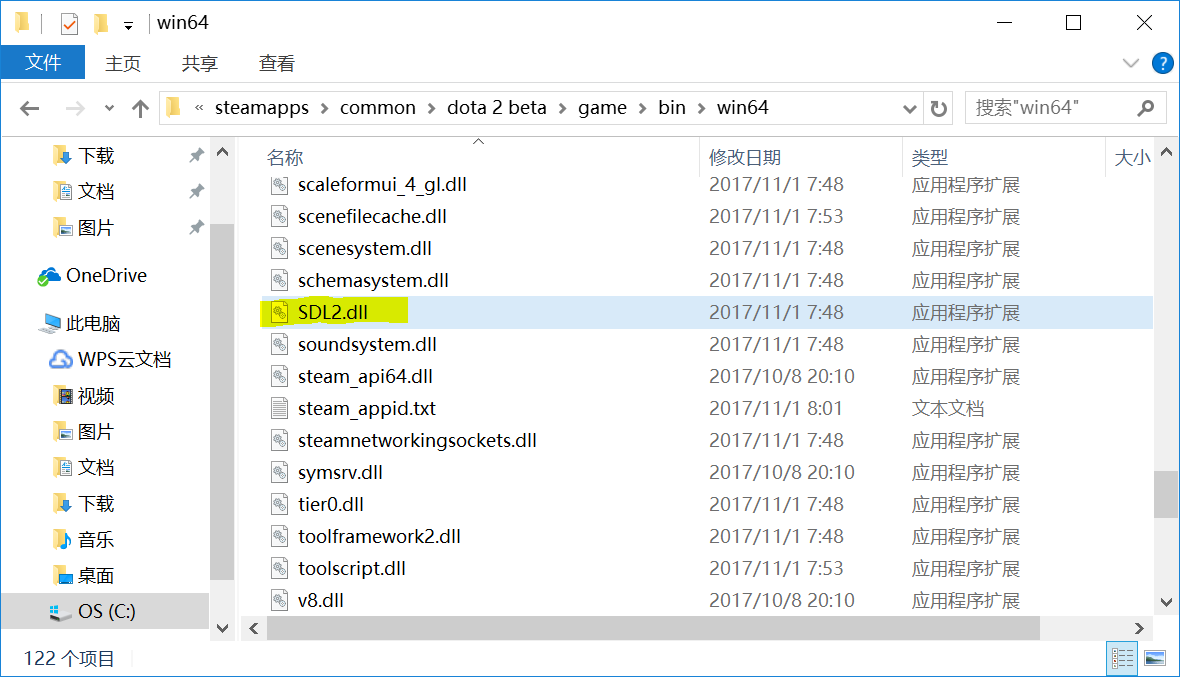 win64
文件 主页 共享 查看
« steamapps › common › dota 2 beta › game › bin › win64 搜索"win64"
下载
文档
图片
OneDrive
此电脑
WPS云文档
视频
图片
文档
下载
音乐
桌面
OS (C:)
名称 修改日期 类型 大小
scaleformui_4_gl.dll 2017/11/1 7:48 应用程序扩展
scenefilecache.dll 2017/11/1 7:53 应用程序扩展
scenesystem.dll 2017/11/1 7:48 应用程序扩展
schemasystem.dll 2017/11/1 7:48 应用程序扩展
SDL2.dll 2017/11/1 7:48 应用程序扩展
soundsystem.dll 2017/11/1 7:48 应用程序扩展
steam_api64.dll 2017/10/8 20:10 应用程序扩展
steam_appid.txt 2017/11/1 8:01 文本文档
steamnetworkingsockets.dll 2017/11/1 7:48 应用程序扩展
symsrv.dll 2017/10/8 20:10 应用程序扩展
tier0.dll 2017/11/1 7:48 应用程序扩展
toolframework2.dll 2017/11/1 7:48 应用程序扩展
toolscript.dll 2017/11/1 7:53 应用程序扩展
v8.dll 2017/10/8 20:10 应用程序扩展
122 个项目